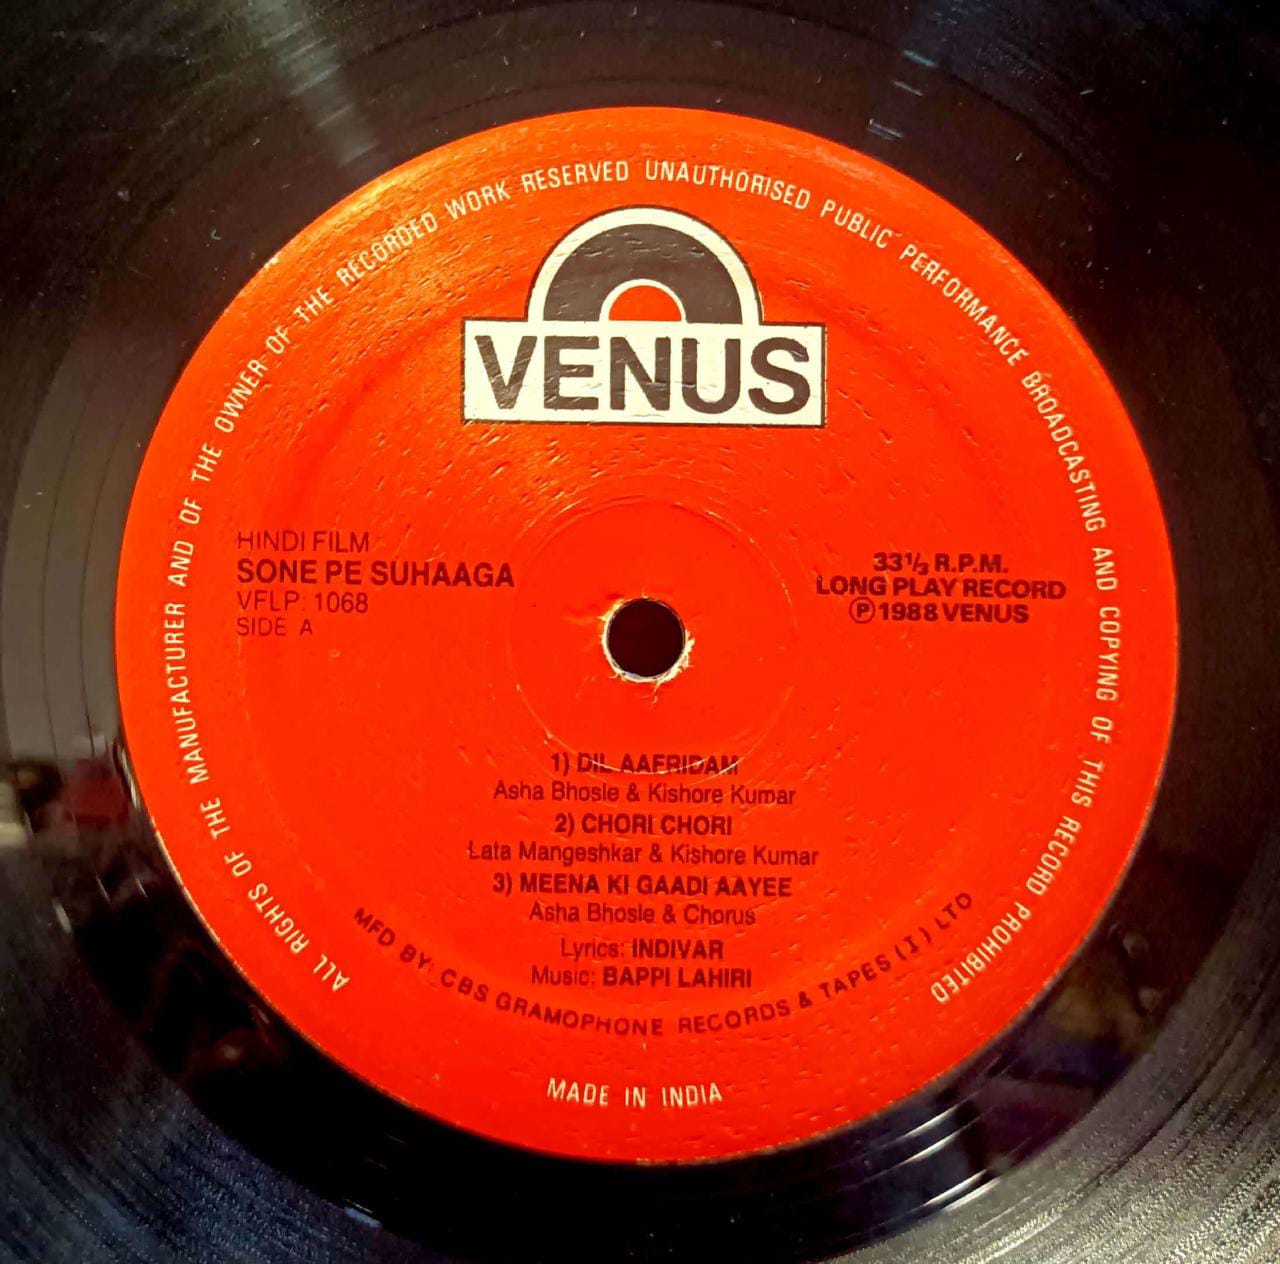 ALL RIGHTS OF THE MANUFACTURER AND OF THE OWNER OF THE RECORDED WORK RESERVED UNAUTHORISED PUBLIC PERFORMANCE BROADCASTING AND COPYING OF THIS RECORD PROHIBITED
VENUS
HINDI FILM
SONE PE SUHAAGA
VFLP: 1068
SIDE A
33⅓ R.P.M.
LONG PLAY RECORD
Ⓟ 1988 VENUS
1) DIL AAFRIDAM
Asha Bhosle & Kishore Kumar
2) CHORI CHORI
Lata Mangeshkar & Kishore Kumar
3) MEENA KI GAADI AAYEE
Asha Bhosle & Chorus
Lyrics: INDIVAR
Music: BAPPI LAHIRI
MFD BY: CBS GRAMOPHONE RECORDS & TAPES (I) LTD
MADE IN INDIA